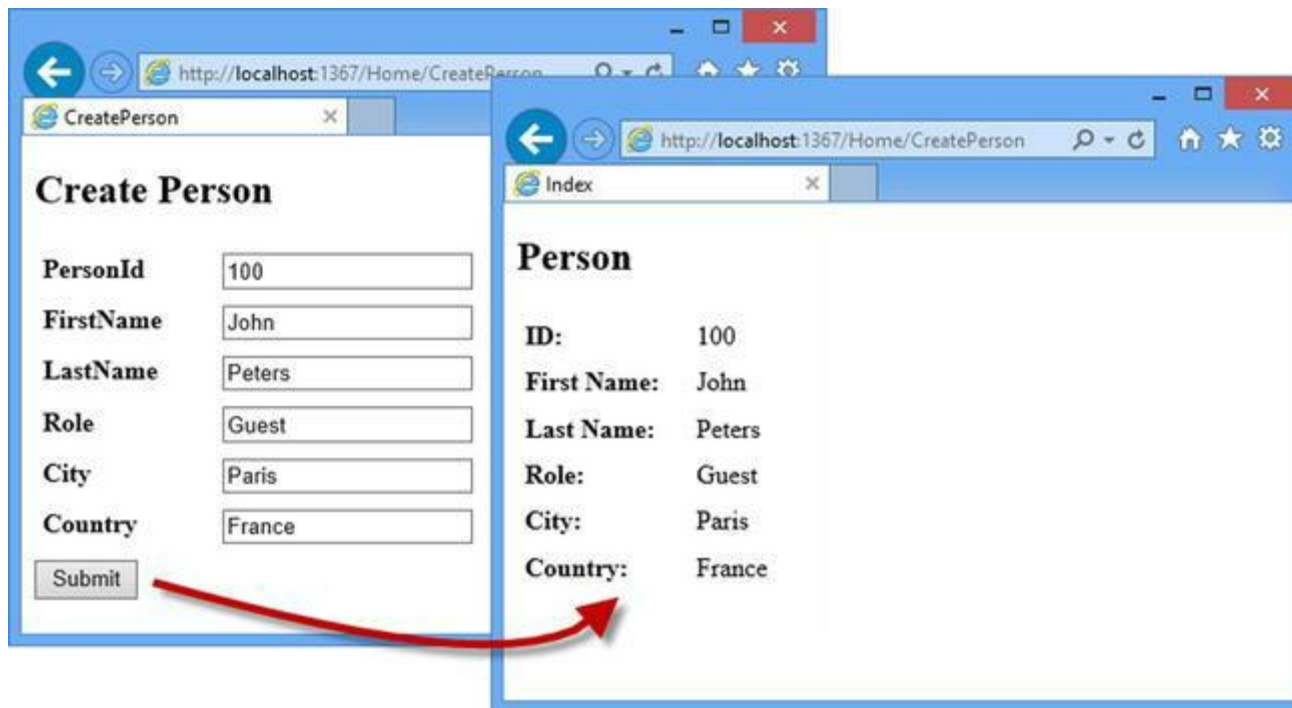 http://localhost:1367/Home/CreatePerson
CreatePerson
Create Person
PersonId 100
FirstName John
LastName Peters
Role Guest
City Paris
Country France
Submit
http://localhost:1367/Home/CreatePerson
Index
Person
ID: 100
First Name: John
Last Name: Peters
Role: Guest
City: Paris
Country: France